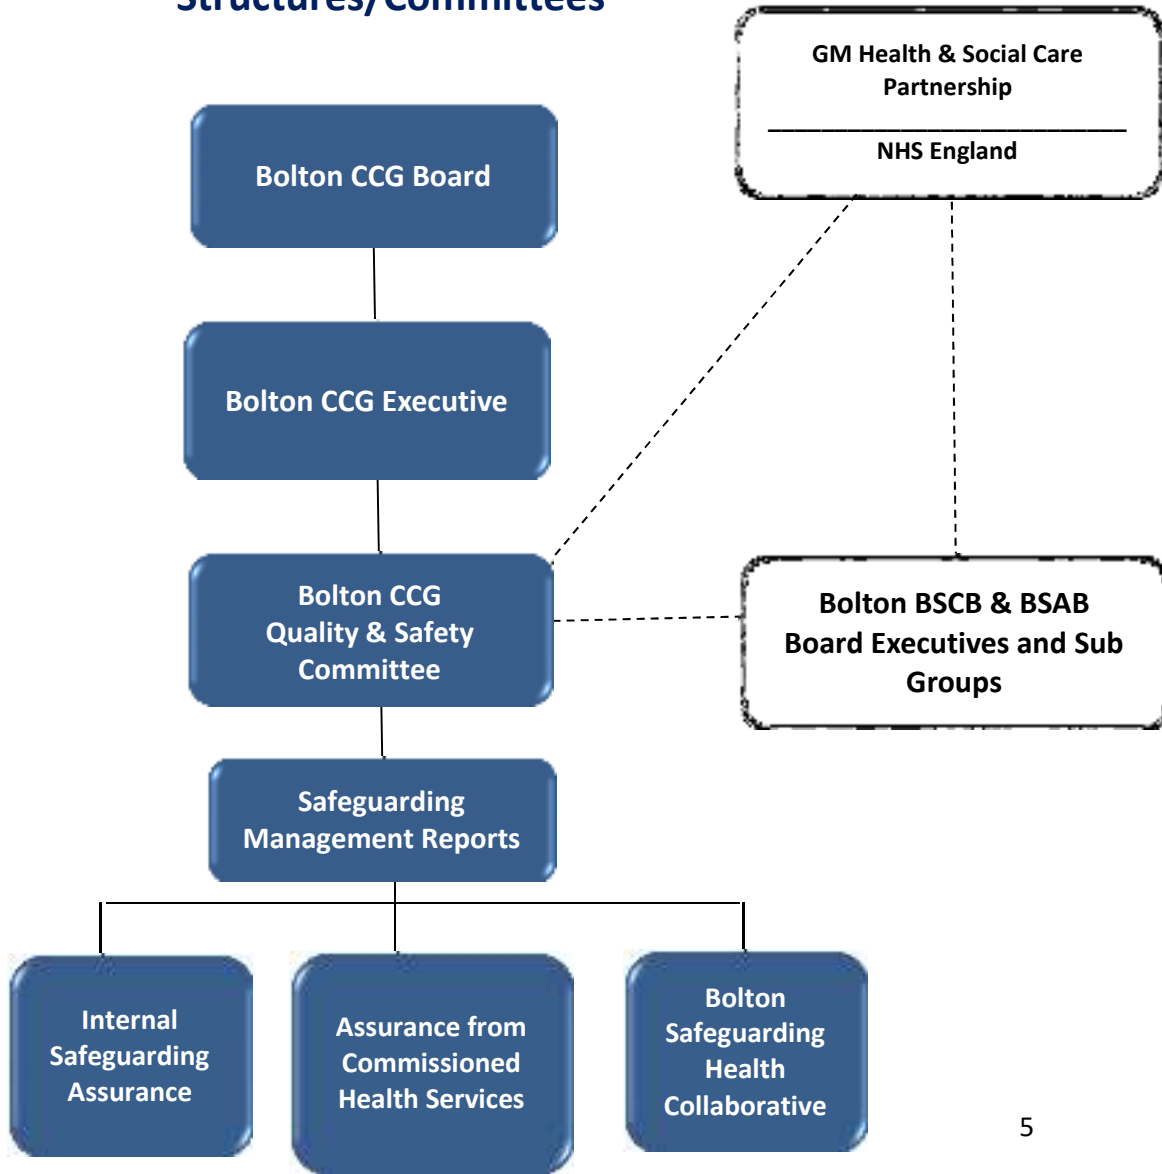 Structures/Committees
GM Health & Social Care
Partnership
NHS England
Bolton CCG Board
Bolton CCG Executive
Bolton CCG
Quality & Safety
Committee
Bolton BSCB & BSAB
Board Executives and Sub
Groups
Safeguarding
Management Reports
Internal
Safeguarding
Assurance
Assurance from
Commissioned
Health Services
Bolton
Safeguarding
Health
Collaborative
5